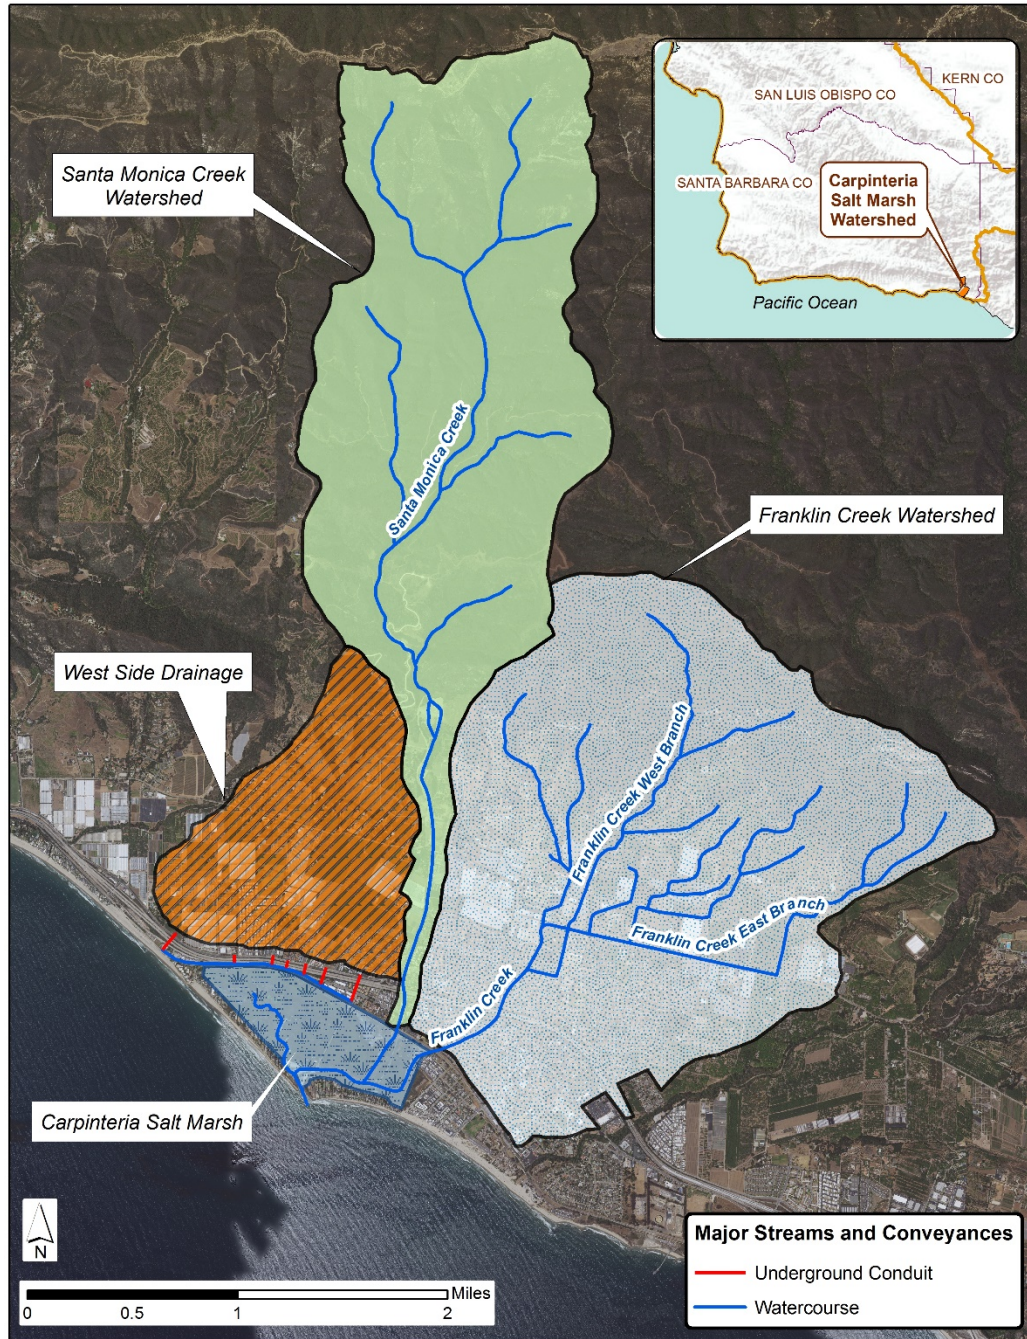 Santa Monica Creek
Watershed
KERN CO
SAN LUIS OBISPO CO
SANTA BARBARA CO
Carpinteria
Salt Marsh
Watershed
Pacific Ocean
Santa Monica Creek
Franklin Creek Watershed
West Side Drainage
Franklin Creek West Branch
Franklin Creek East Branch
Franklin Creek
Carpinteria Salt Marsh
N
Miles
0 0.5 1 2
Major Streams and Conveyances
Underground Conduit
Watercourse